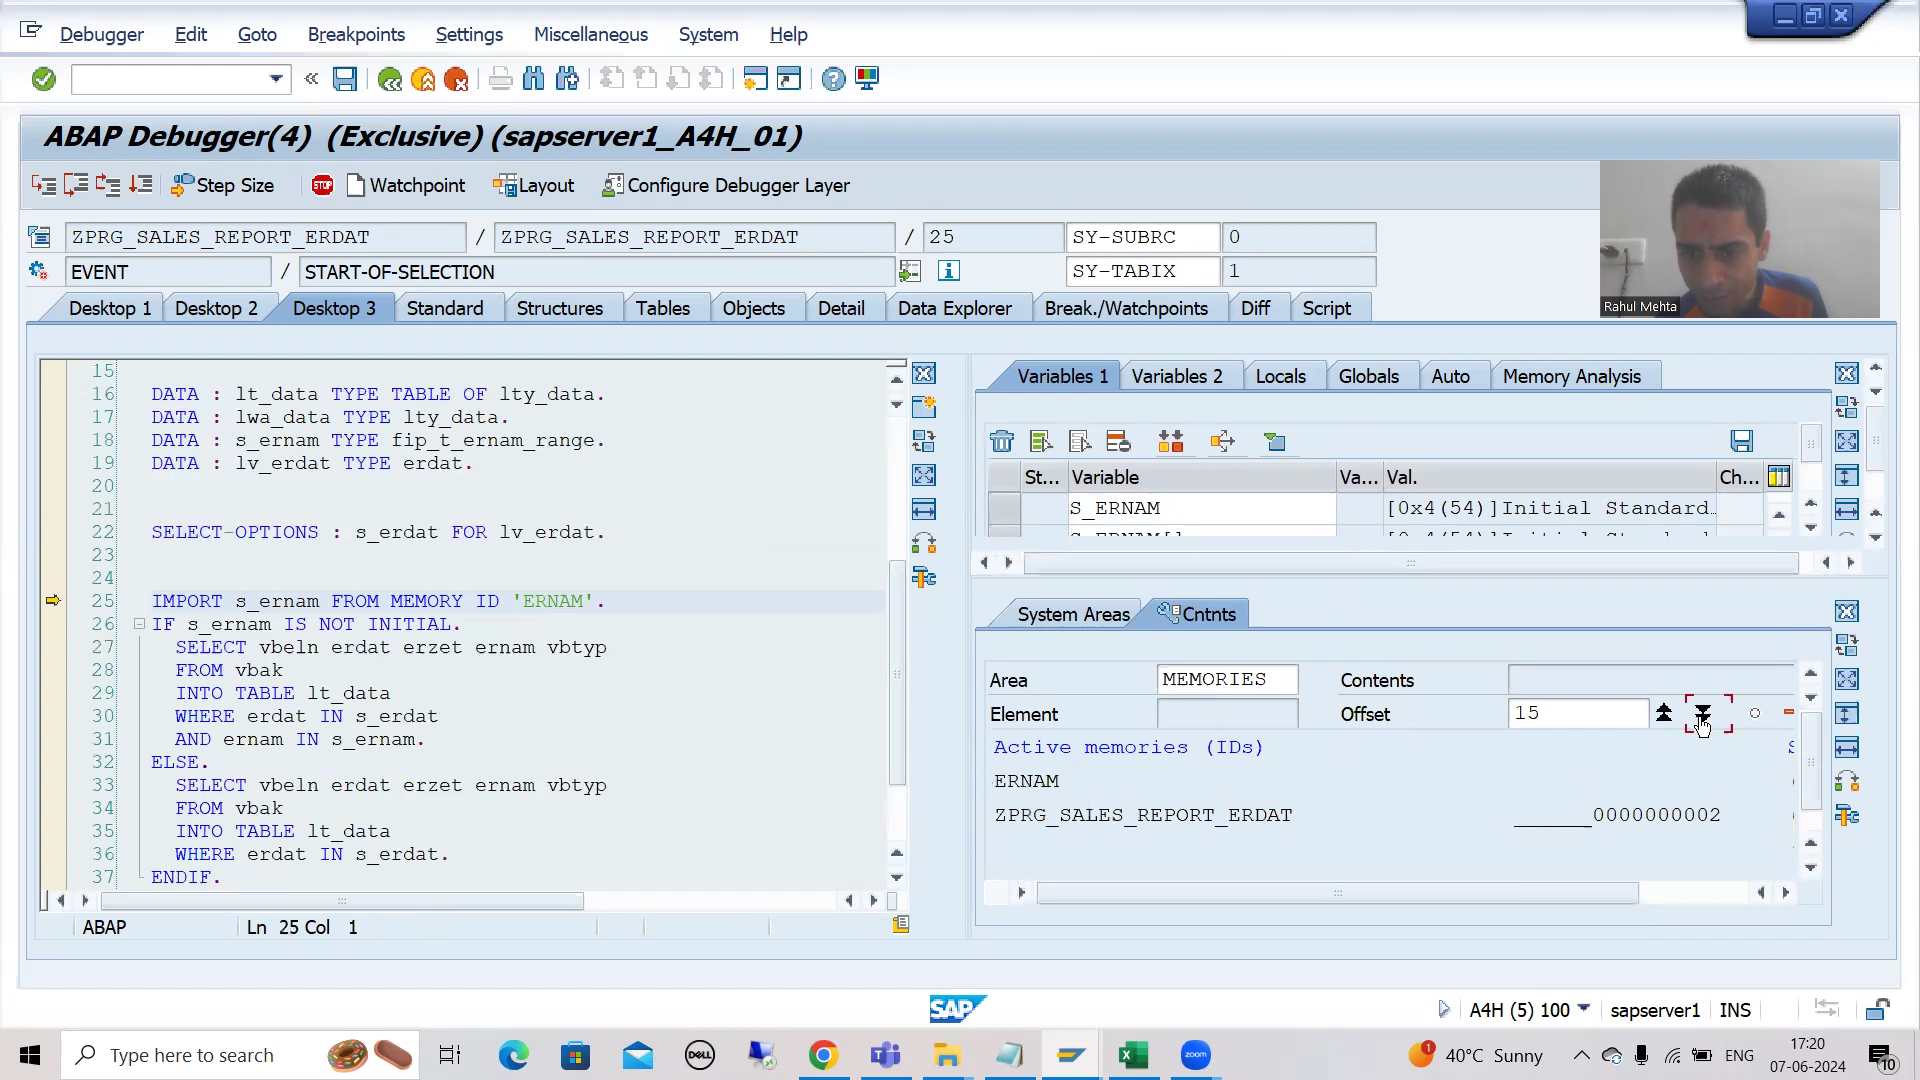 Debugger Edit Goto Breakpoints Settings Miscellaneous System Help
ABAP Debugger(4) (Exclusive) (sapserver1_A4H_01)
Step Size STOP Watchpoint Layout Configure Debugger Layer
ZPRG_SALES_REPORT_ERDAT / ZPRG_SALES_REPORT_ERDAT / 25 SY-SUBRC 0
EVENT / START-OF-SELECTION SY-TABIX 1
Rahul Mehta
Desktop 1 Desktop 2 Desktop 3 Standard Structures Tables Objects Detail Data Explorer Break./Watchpoints Diff Script
15
16 DATA : lt_data TYPE TABLE OF lty_data.
17 DATA : lwa_data TYPE lty_data.
18 DATA : s_ernam TYPE fip_t_ernam_range.
19 DATA : lv_erdat TYPE erdat.
20
21
22 SELECT-OPTIONS : s_erdat FOR lv_erdat.
23
24
25 IMPORT s_ernam FROM MEMORY ID 'ERNAM'.
26 IF s_ernam IS NOT INITIAL.
27 SELECT vbeln erdat erzet ernam vbtyp
28 FROM vbak
29 INTO TABLE lt_data
30 WHERE erdat IN s_erdat
31 AND ernam IN s_ernam.
32 ELSE.
33 SELECT vbeln erdat erzet ernam vbtyp
34 FROM vbak
35 INTO TABLE lt_data
36 WHERE erdat IN s_erdat.
37 ENDIF.
ABAP Ln 25 Col 1
Variables 1 Variables 2 Locals Globals Auto Memory Analysis
St... Variable Va... Val. Ch...
S_ERNAM [0x4(54)]Initial Standard
System Areas Cntnts
Area MEMORIES Contents
Element Offset 15
Active memories (IDs)
ERNAM
ZPRG_SALES_REPORT_ERDAT ______0000000002
SAP A4H (5) 100 sapserver1 INS
Type here to search DELL zoom 1 40°C Sunny ENG 17:20
07-06-2024 10